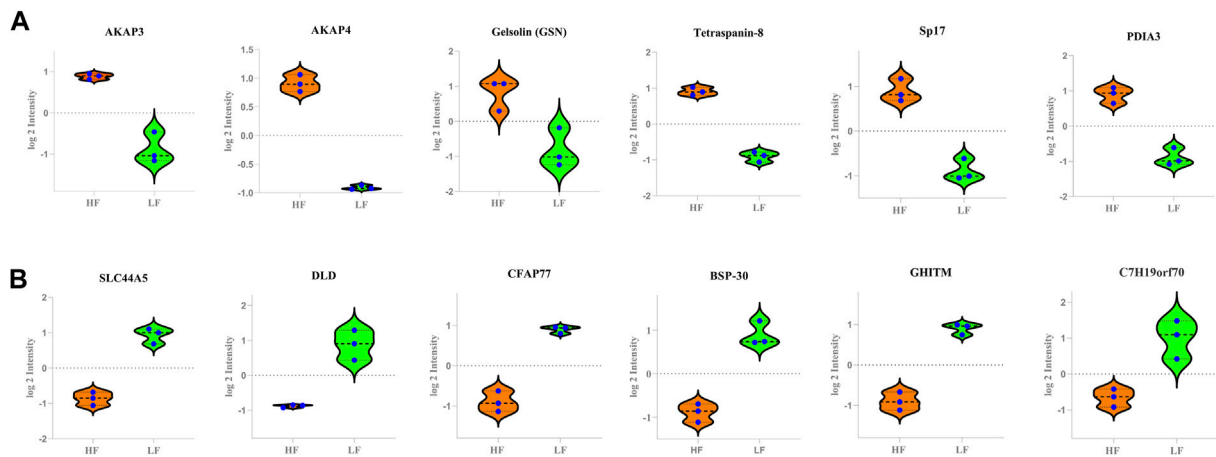 A
AKAP3
log 2 Intensity
1
0
-1
HF
LF
AKAP4
log 2 Intensity
1.0
0.5
0.0
-0.5
-1.0
HF
LF
Gelsolin (GSN)
log 2 Intensity
2
1
0
-1
-2
HF
LF
Tetraspanin-8
log 2 Intensity
2
1
0
-1
-2
HF
LF
Sp17
log 2 Intensity
1
0
-1
HF
LF
PDIA3
log 2 Intensity
2
1
0
-1
-2
HF
LF
B
SLC44A5
log 2 Intensity
2
1
0
-1
-2
HF
LF
DLD
log 2 Intensity
2
1
0
-1
HF
LF
CFAP77
log 2 Intensity
1
0
-1
HF
LF
BSP-30
log 2 Intensity
2
1
0
-1
HF
LF
GHITM
log 2 Intensity
1
0
-1
HF
LF
C7H19orf70
log 2 Intensity
2
1
0
-1
-2
HF
LF